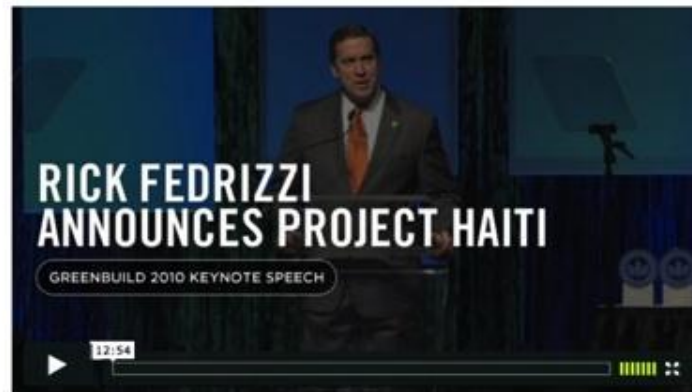 RICK FEDRIZZI
ANNOUNCES PROJECT HAITI
GREENBUILD 2010 KEYNOTE SPEECH
12:54